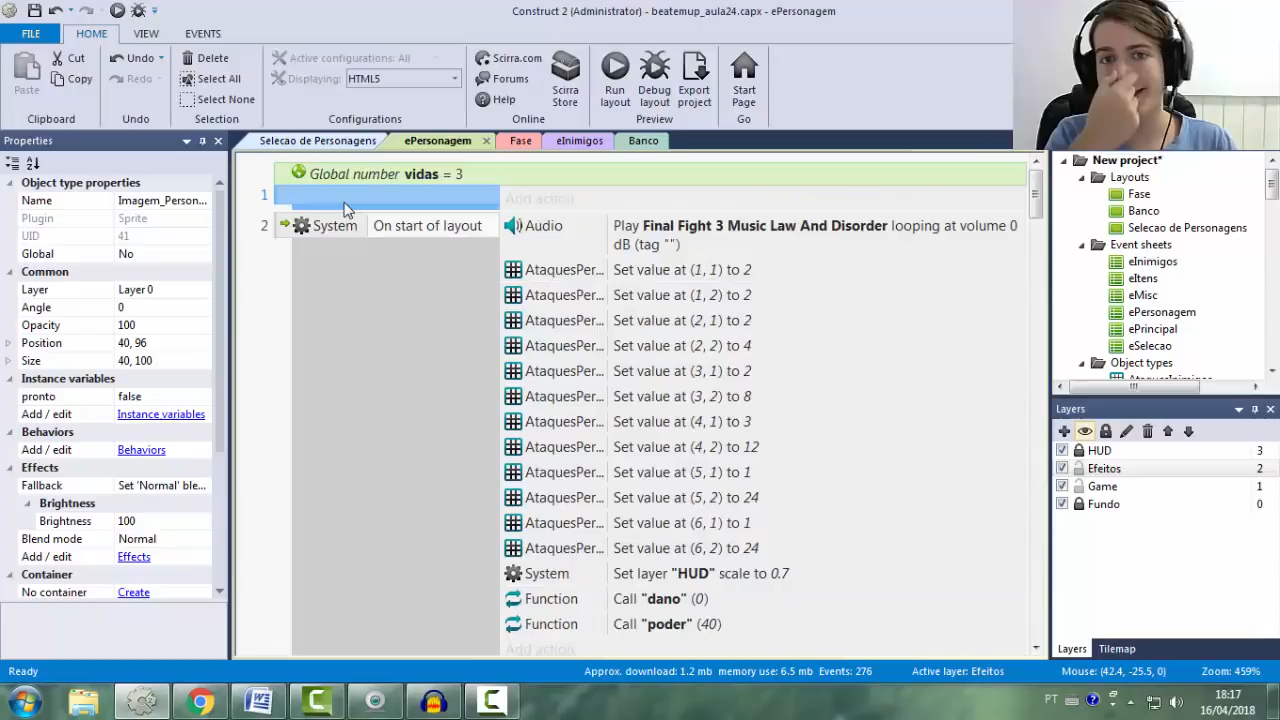 Construct 2 (Administrator) - beatemup_aula24.capx - ePersonagem
FILE HOME VIEW EVENTS
Paste Cut Copy
Clipboard
Undo Redo
Undo
Delete Select All Select None
Selection
Active configurations: All
Displaying: HTML5
Configurations
Scirra.com Forums Help Scirra Store
Online
Run layout Debug layout Export project
Preview
Start Page
Go
Properties
Object type properties
Name Imagem_Person...
Plugin Sprite
UID 41
Global No
Common
Layer Layer 0
Angle 0
Opacity 100
Position 40, 96
Size 40, 100
Instance variables
pronto false
Add / edit Instance variables
Behaviors
Add / edit Behaviors
Effects
Fallback Set 'Normal' ble...
Brightness
Brightness 100
Blend mode Normal
Add / edit Effects
Container
No container Create
Selecao de Personagens ePersonagem Fase eInimigos Banco
Global number vidas = 3
1 Add action
2 System On start of layout Audio Play Final Fight 3 Music Law And Disorder looping at volume 0
dB (tag "")
AtaquesPer... Set value at (1, 1) to 2
AtaquesPer... Set value at (1, 2) to 2
AtaquesPer... Set value at (2, 1) to 2
AtaquesPer... Set value at (2, 2) to 4
AtaquesPer... Set value at (3, 1) to 2
AtaquesPer... Set value at (3, 2) to 8
AtaquesPer... Set value at (4, 1) to 3
AtaquesPer... Set value at (4, 2) to 12
AtaquesPer... Set value at (5, 1) to 1
AtaquesPer... Set value at (5, 2) to 24
AtaquesPer... Set value at (6, 1) to 1
AtaquesPer... Set value at (6, 2) to 24
System Set layer "HUD" scale to 0.7
Function Call "dano" (0)
Function Call "poder" (40)
Add action
New project*
Layouts
Fase
Banco
Selecao de Personagens
Event sheets
eInimigos
eItens
eMisc
ePersonagem
ePrincipal
eSelecao
Object types
Layers
HUD 3
Efeitos 2
Game 1
Fundo 0
Layers Tilemap
Ready Approx. download: 1.2 mb memory use: 6.5 mb Events: 276 Active layer: Efeitos Mouse: (42.4, -25.5, 0) Zoom: 459%
PT
18:17
16/04/2018